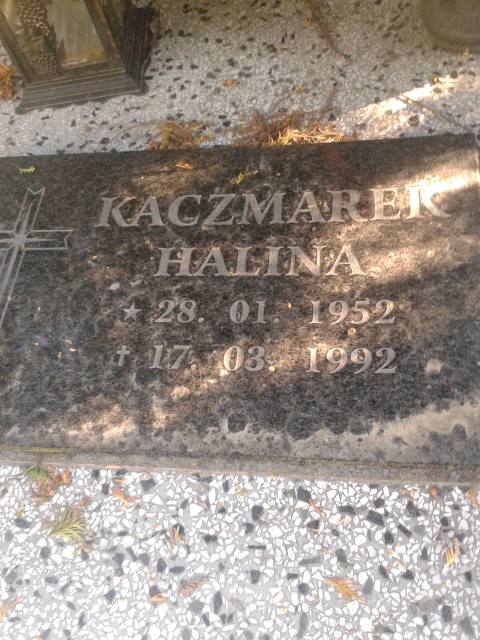 KACZMAREK
HALINA
★ 28. 01. 1952
† 17. 03. 1992